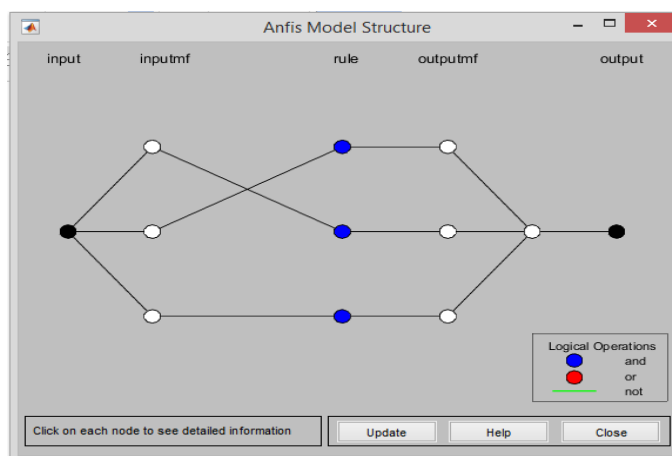 Anfis Model Structure
input inputmf rule outputmf output
Logical Operations
and
or
not
Click on each node to see detailed information Update Help Close